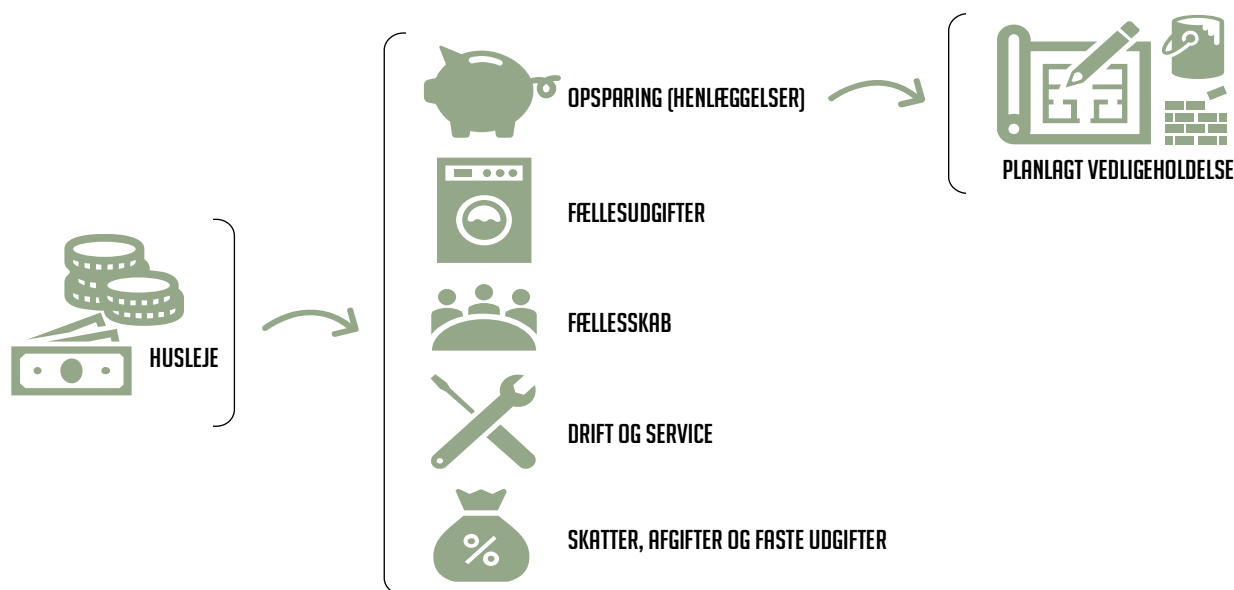 HUSLEJE
OPSPARING (HENLÆGGELSER)
FÆLLESUDGIFTER
FÆLLESSKAB
DRIFT OG SERVICE
%
SKATTER, AFGIFTER OG FASTE UDGIFTER
PLANLAGT VEDLIGEHOLDELSE